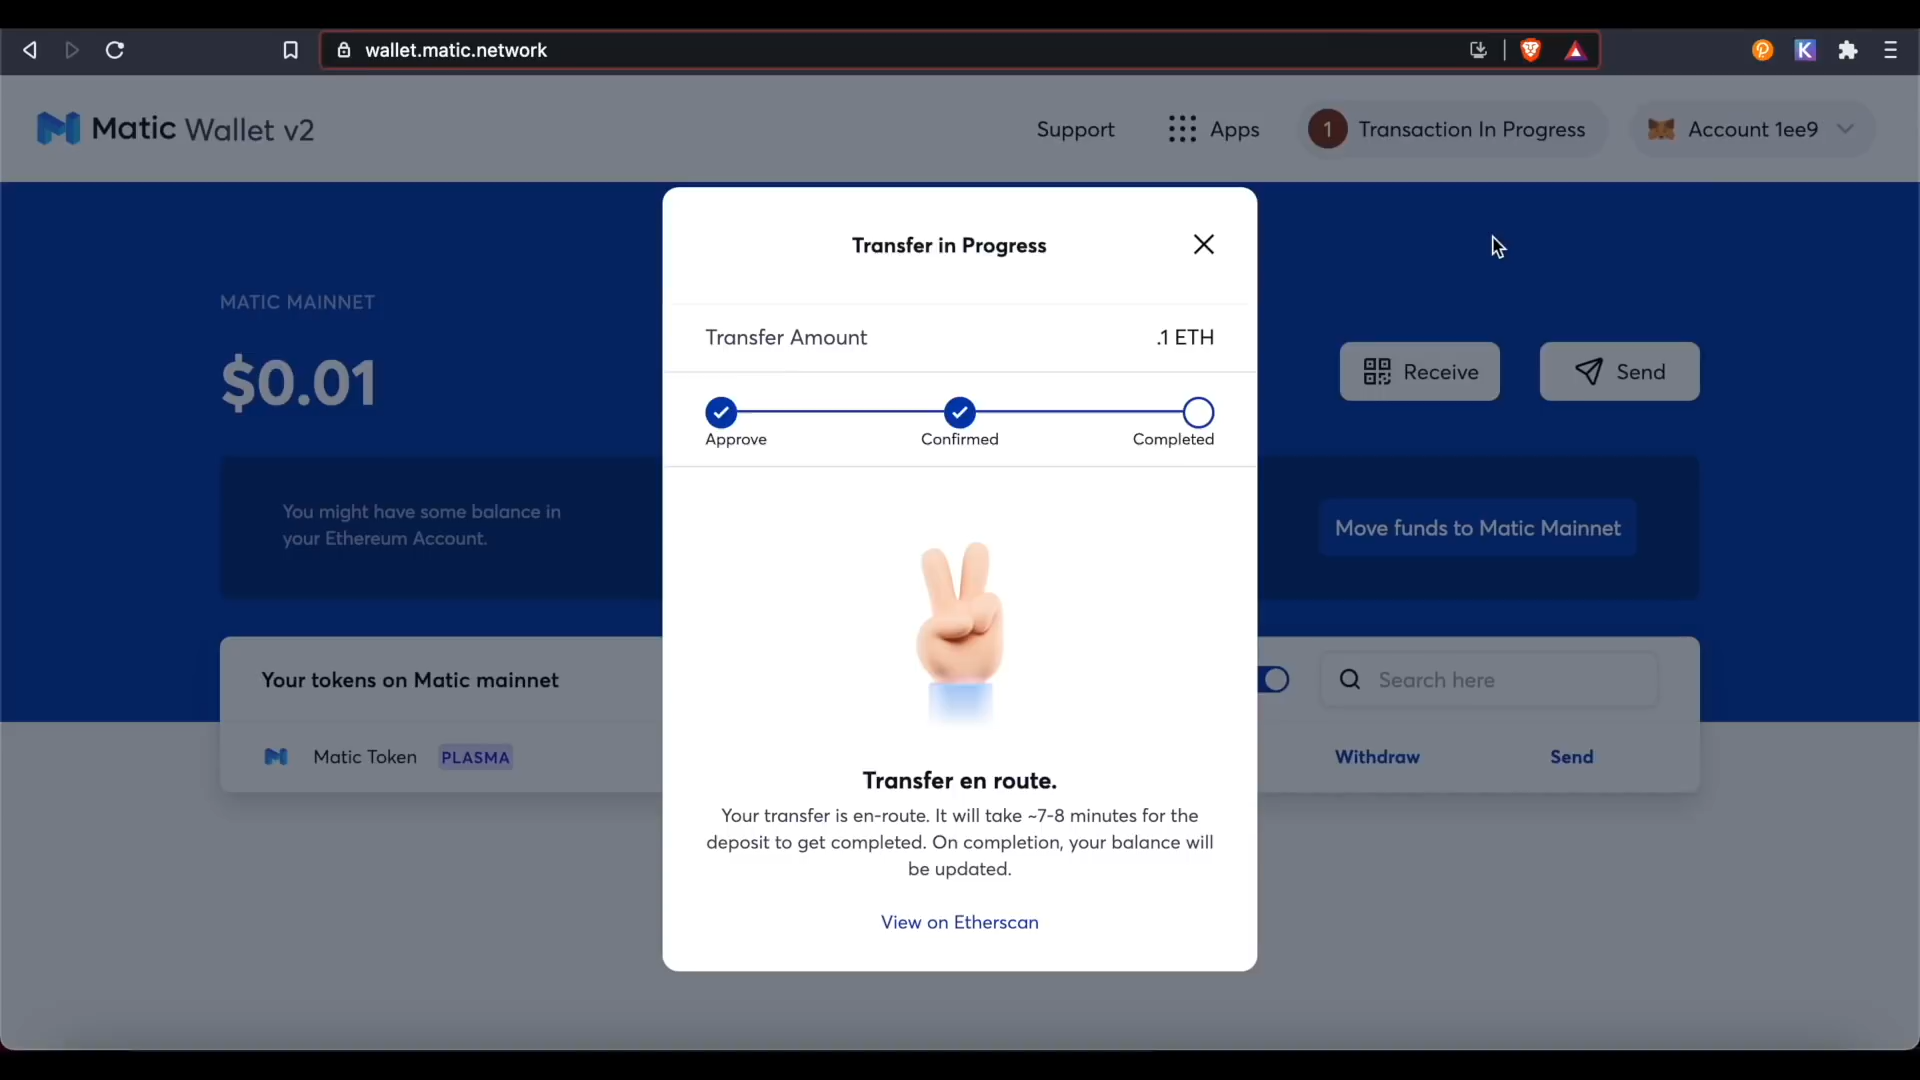 wallet.matic.network
K
Matic Wallet v2
Support
Apps
1 Transaction In Progress
Account 1ee9
Transfer in Progress
MATIC MAINNET
Transfer Amount .1 ETH
$0.01
Receive
Send
Approve Confirmed Completed
You might have some balance in
your Ethereum Account.
Move funds to Matic Mainnet
Your tokens on Matic mainnet
Search here
Matic Token PLASMA
Withdraw
Send
Transfer en route.
Your transfer is en-route. It will take ~7-8 minutes for the
deposit to get completed. On completion, your balance will
be updated.
View on Etherscan